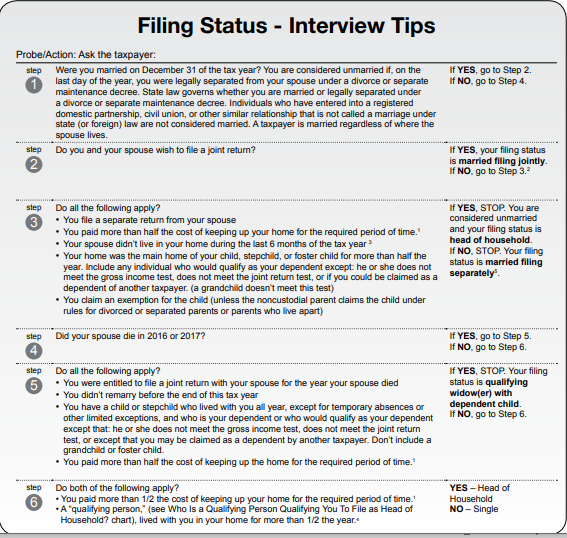 Filing Status - Interview Tips
Probe/Action: Ask the taxpayer:
step
1
Were you married on December 31 of the tax year? You are considered unmarried if, on the
last day of the year, you were legally separated from your spouse under a divorce or separate
maintenance decree. State law governs whether you are married or legally separated under
a divorce or separate maintenance decree. Individuals who have entered into a registered
domestic partnership, civil union, or other similar relationship that is not called a marriage under
state (or foreign) law are not considered married. A taxpayer is married regardless of where the
spouse lives.
If YES, go to Step 2.
If NO, go to Step 4.
step
2
Do you and your spouse wish to file a joint return?
If YES, your filing status
is married filing jointly.
If NO, go to Step 3.²
step
3
Do all the following apply?
• You file a separate return from your spouse
• You paid more than half the cost of keeping up your home for the required period of time.¹
• Your spouse didn't live in your home during the last 6 months of the tax year ³
• Your home was the main home of your child, stepchild, or foster child for more than half the
year. Include any individual who would qualify as your dependent except: he or she does not
meet the gross income test, does not meet the joint return test, or if you could be claimed as a
dependent of another taxpayer. (a grandchild doesn't meet this test)
• You claim an exemption for the child (unless the noncustodial parent claims the child under
rules for divorced or separated parents or parents who live apart)
If YES, STOP. You are
considered unmarried
and your filing status is
head of household.
If NO, STOP. Your filing
status is married filing
separately⁵.
step
4
Did your spouse die in 2016 or 2017?
If YES, go to Step 5.
If NO, go to Step 6.
step
5
Do all the following apply?
• You were entitled to file a joint return with your spouse for the year your spouse died
• You didn't remarry before the end of this tax year
• You have a child or stepchild who lived with you all year, except for temporary absences or
other limited exceptions, and who is your dependent or who would qualify as your dependent
except that: he or she does not meet the gross income test, does not meet the joint return
test, or except that you may be claimed as a dependent by another taxpayer. Don't include a
grandchild or foster child.
• You paid more than half the cost of keeping up the home for the required period of time.¹
If YES, STOP. Your filing
status is qualifying
widow(er) with
dependent child.
If NO, go to Step 6.
step
6
Do both of the following apply?
• You paid more than 1/2 the cost of keeping up your home for the required period of time.¹
• A "qualifying person," (see Who Is a Qualifying Person Qualifying You To File as Head of
Household? chart), lived with you in your home for more than 1/2 the year.⁴
YES – Head of
Household
NO – Single